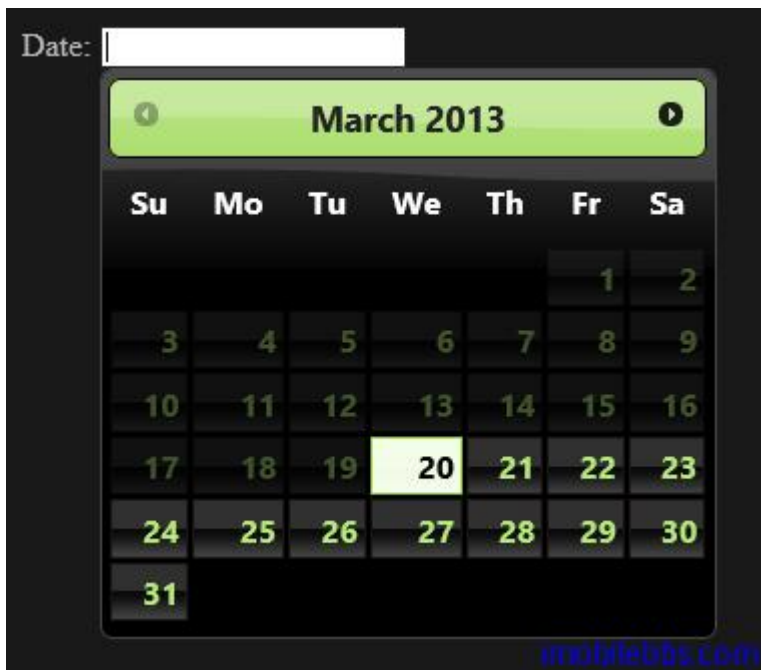 Date:
March 2013
Su Mo Tu We Th Fr Sa
1 2
3 4 5 6 7 8 9
10 11 12 13 14 15 16
17 18 19 20 21 22 23
24 25 26 27 28 29 30
31
imobilebbs.com